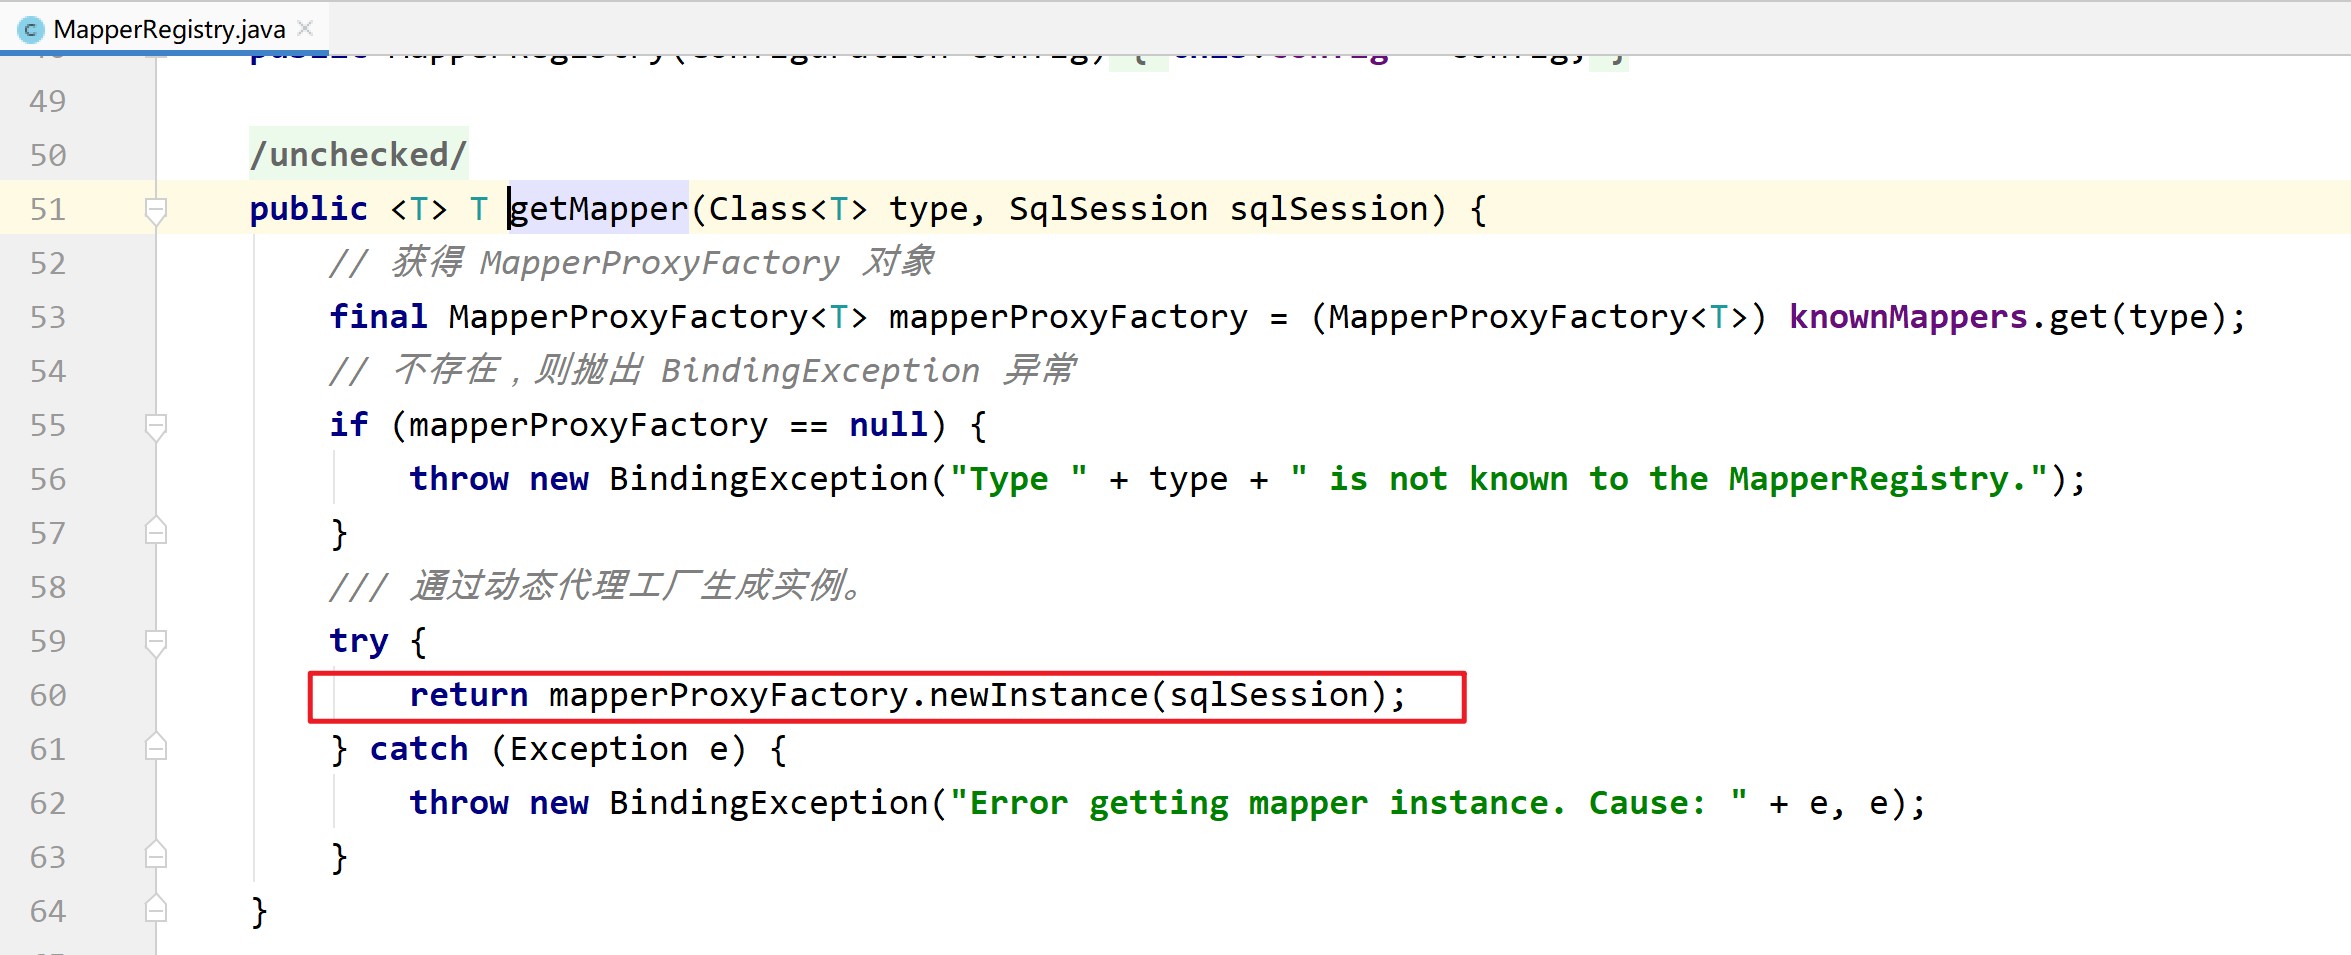 MapperRegistry.java
49
50 /unchecked/
51 public <T> T getMapper(Class<T> type, SqlSession sqlSession) {
52 // 获得 MapperProxyFactory 对象
53 final MapperProxyFactory<T> mapperProxyFactory = (MapperProxyFactory<T>) knownMappers.get(type);
54 // 不存在，则抛出 BindingException 异常
55 if (mapperProxyFactory == null) {
56 throw new BindingException("Type " + type + " is not known to the MapperRegistry.");
57 }
58 /// 通过动态代理工厂生成实例。
59 try {
60 return mapperProxyFactory.newInstance(sqlSession);
61 } catch (Exception e) {
62 throw new BindingException("Error getting mapper instance. Cause: " + e, e);
63 }
64 }